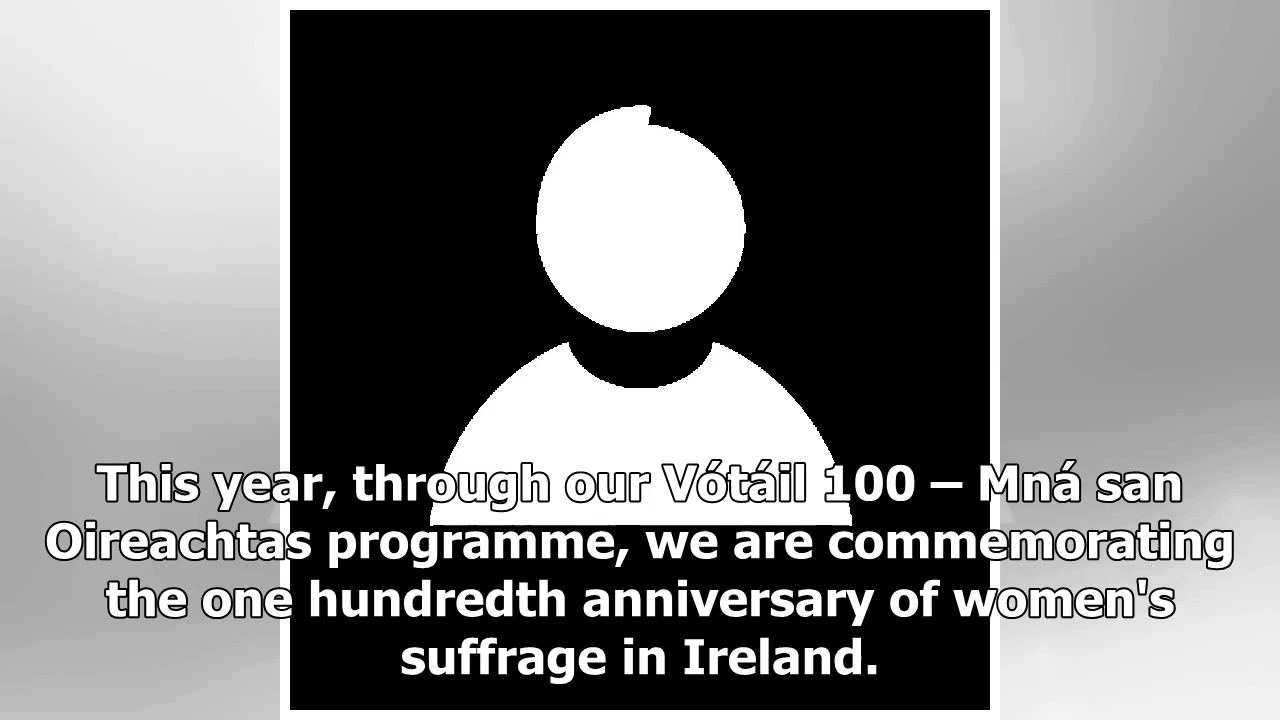 This year, through our Vótáil 100 – Mná san
Oireachtas programme, we are commemorating
the one hundredth anniversary of women's
suffrage in Ireland.